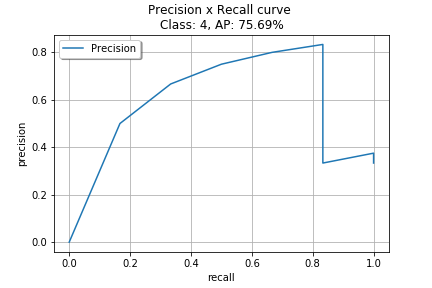 Precision x Recall curve
Class: 4, AP: 75.69%
Precision
precision
0.8
0.6
0.4
0.2
0.0
0.0 0.2 0.4 0.6 0.8 1.0
recall